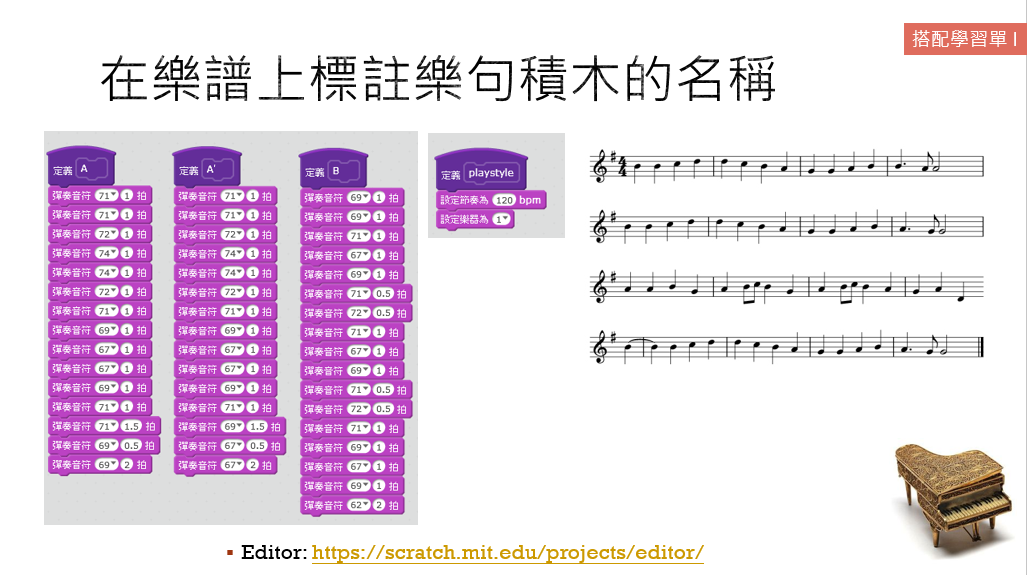 搭配學習單 I
在樂譜上標註樂句積木的名稱
定義 A
彈奏音符 71 1 拍
彈奏音符 71 1 拍
彈奏音符 72 1 拍
彈奏音符 74 1 拍
彈奏音符 74 1 拍
彈奏音符 72 1 拍
彈奏音符 71 1 拍
彈奏音符 69 1 拍
彈奏音符 67 1 拍
彈奏音符 67 1 拍
彈奏音符 69 1 拍
彈奏音符 71 1 拍
彈奏音符 71 1.5 拍
彈奏音符 69 0.5 拍
彈奏音符 69 2 拍
定義 A'
彈奏音符 71 1 拍
彈奏音符 71 1 拍
彈奏音符 72 1 拍
彈奏音符 74 1 拍
彈奏音符 74 1 拍
彈奏音符 72 1 拍
彈奏音符 71 1 拍
彈奏音符 69 1 拍
彈奏音符 67 1 拍
彈奏音符 67 1 拍
彈奏音符 69 1 拍
彈奏音符 71 1 拍
彈奏音符 69 1.5 拍
彈奏音符 67 0.5 拍
彈奏音符 67 2 拍
定義 B
彈奏音符 69 1 拍
彈奏音符 69 1 拍
彈奏音符 71 1 拍
彈奏音符 67 1 拍
彈奏音符 69 1 拍
彈奏音符 71 0.5 拍
彈奏音符 72 0.5 拍
彈奏音符 71 1 拍
彈奏音符 67 1 拍
彈奏音符 69 1 拍
彈奏音符 71 0.5 拍
彈奏音符 72 0.5 拍
彈奏音符 71 1 拍
彈奏音符 69 1 拍
彈奏音符 67 1 拍
彈奏音符 69 1 拍
彈奏音符 62 2 拍
定義 playstyle
設定節奏為 120 bpm
設定樂器為 1
4
4
Editor: https://scratch.mit.edu/projects/editor/